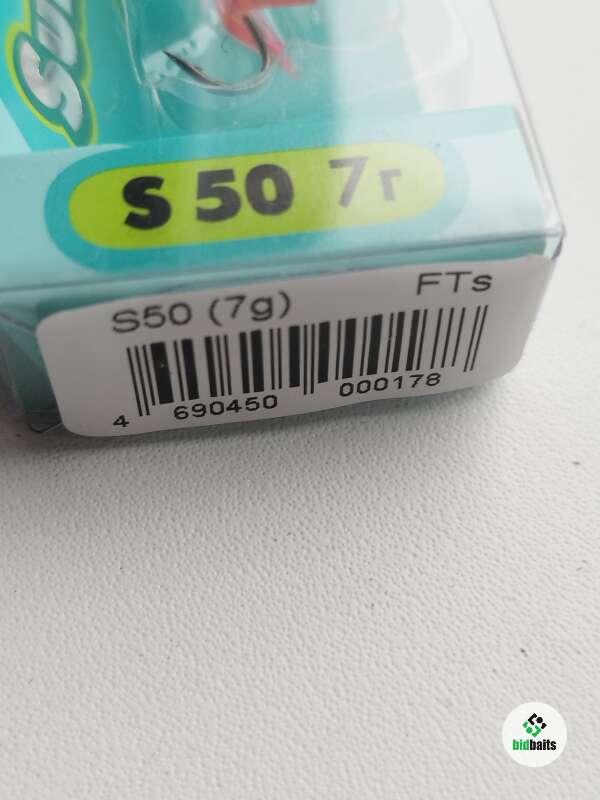 S 50 7г
S50 (7g) FTs
4 690450 000178
bidbaits